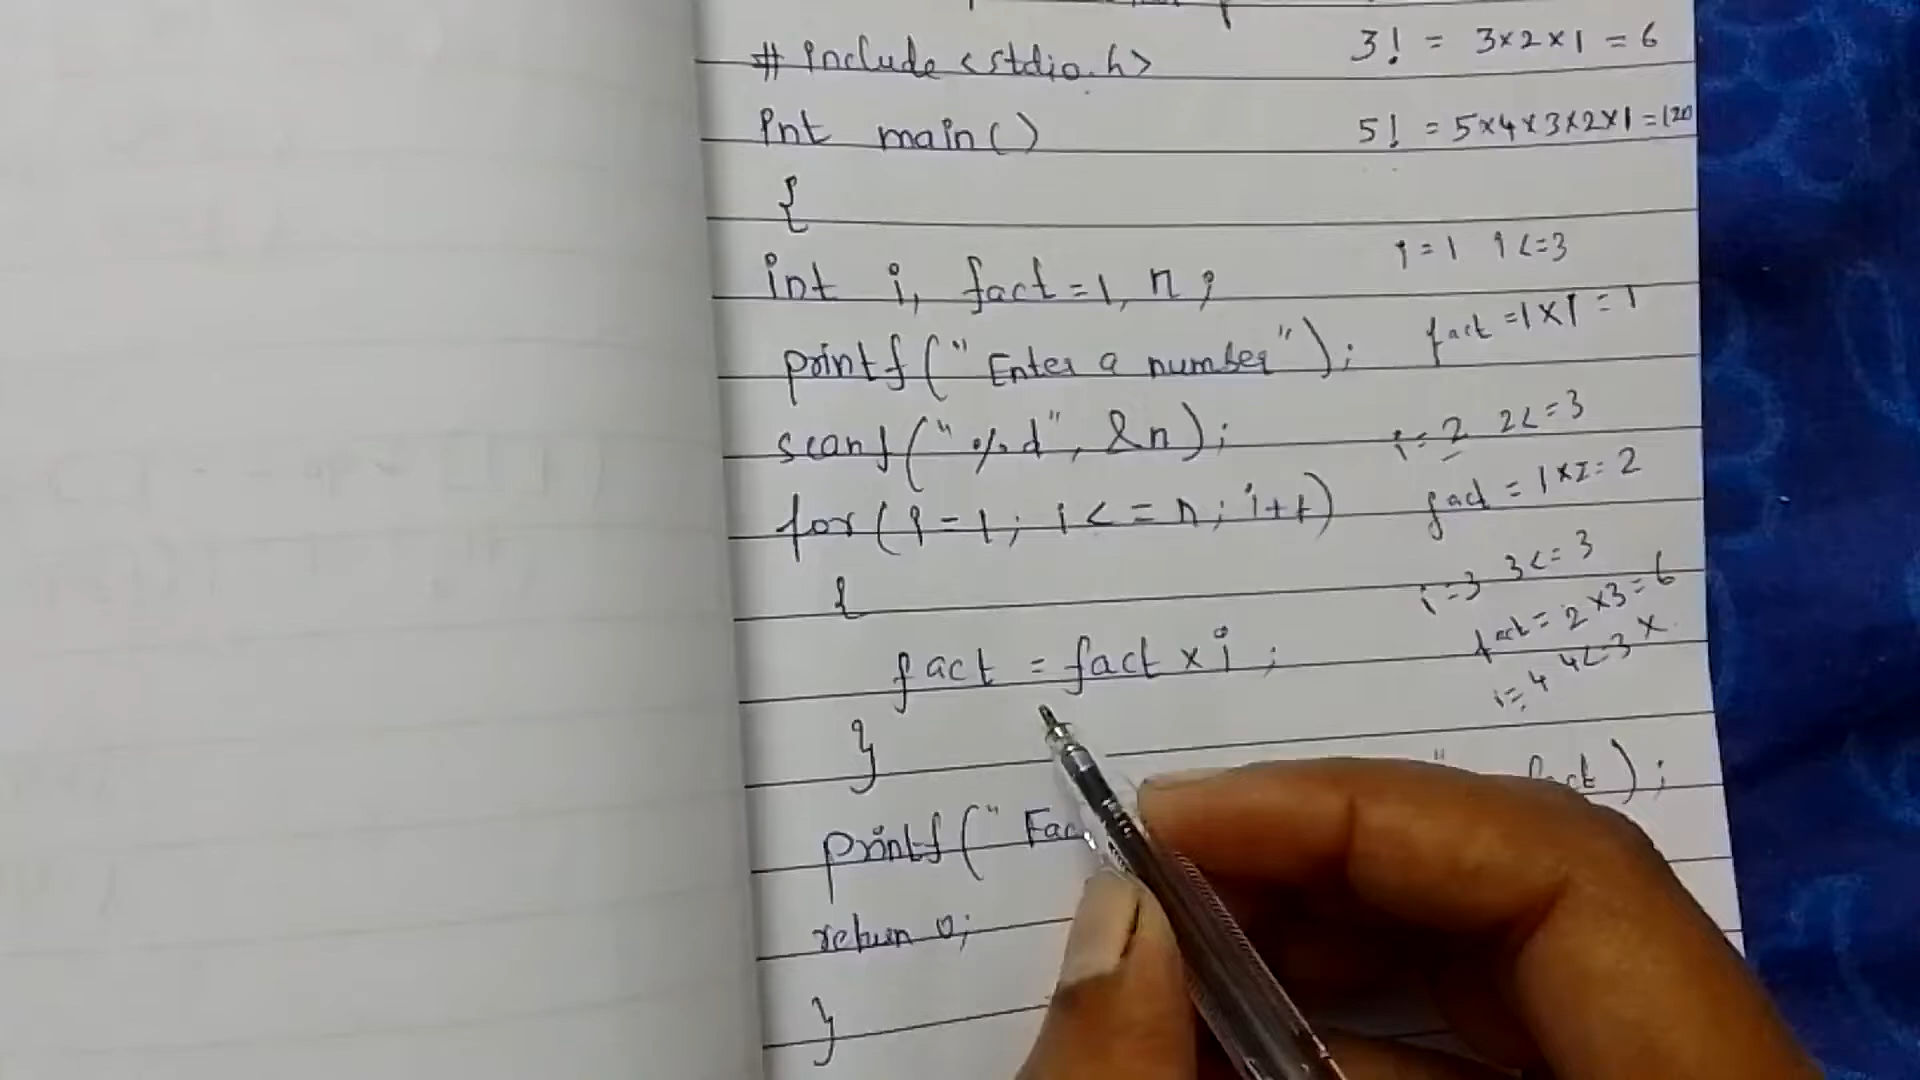 # include <stdio.h>
3! = 3×2×1 = 6
int main()
5! = 5×4×3×2×1=120
{
int i, fact=1, n;
i=1 i<=3
printf("Enter a number");
fact=1×1=1
scanf("%d", &n);
i=2 2<=3
for(i=1; i<=n; i++)
fact=1×2=2
{
i=3 3<=3
fact = fact × i;
fact=2×3=6
i=4 4<=3 ×
}
printf("Fac " fact);
return 0;
}